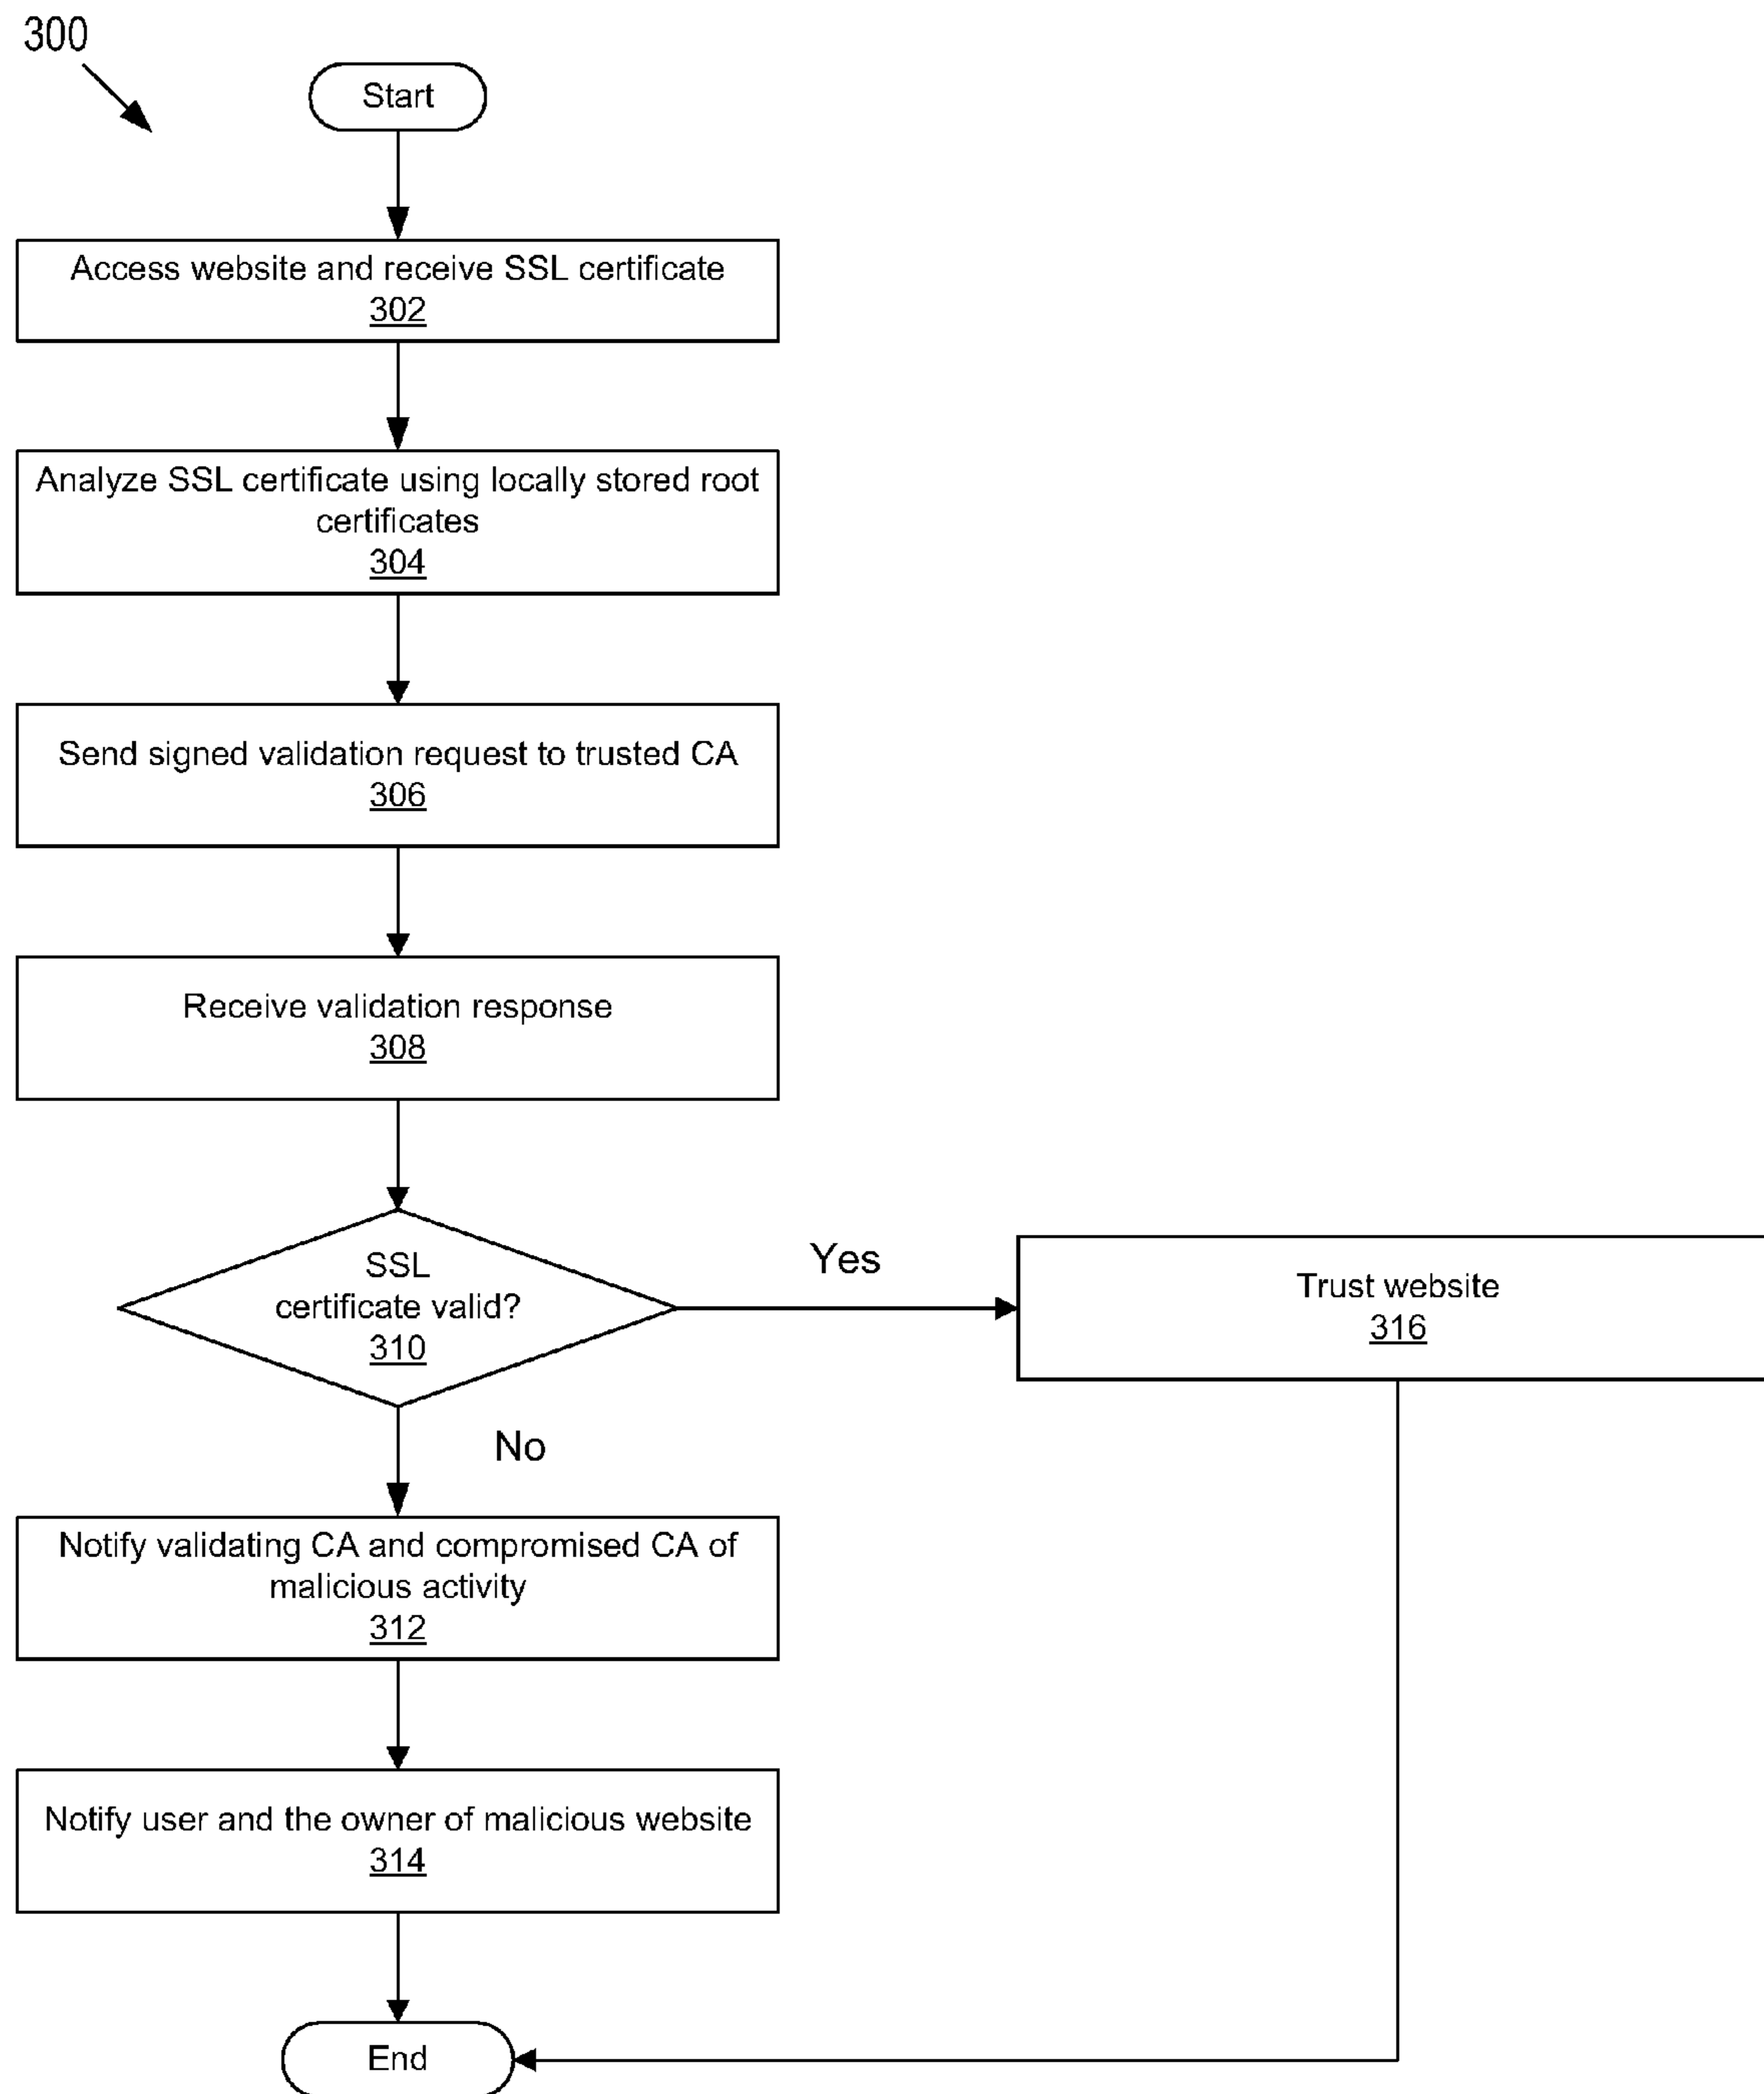 300
Start
Access website and receive SSL certificate
302
Analyze SSL certificate using locally stored root
certificates
304
Send signed validation request to trusted CA
306
Receive validation response
308
SSL
certificate valid?
310
Yes
Trust website
316
No
Notify validating CA and compromised CA of
malicious activity
312
Notify user and the owner of malicious website
314
End